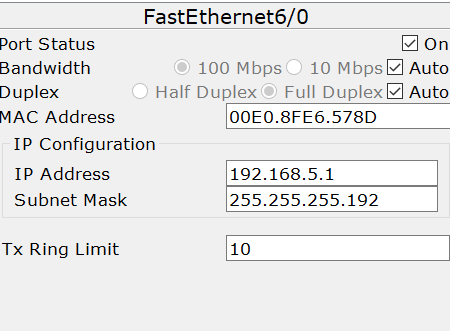 FastEthernet6/0
Port Status On
Bandwidth 100 Mbps 10 Mbps Auto
Duplex Half Duplex Full Duplex Auto
MAC Address 00E0.8FE6.578D
IP Configuration
IP Address 192.168.5.1
Subnet Mask 255.255.255.192
Tx Ring Limit 10